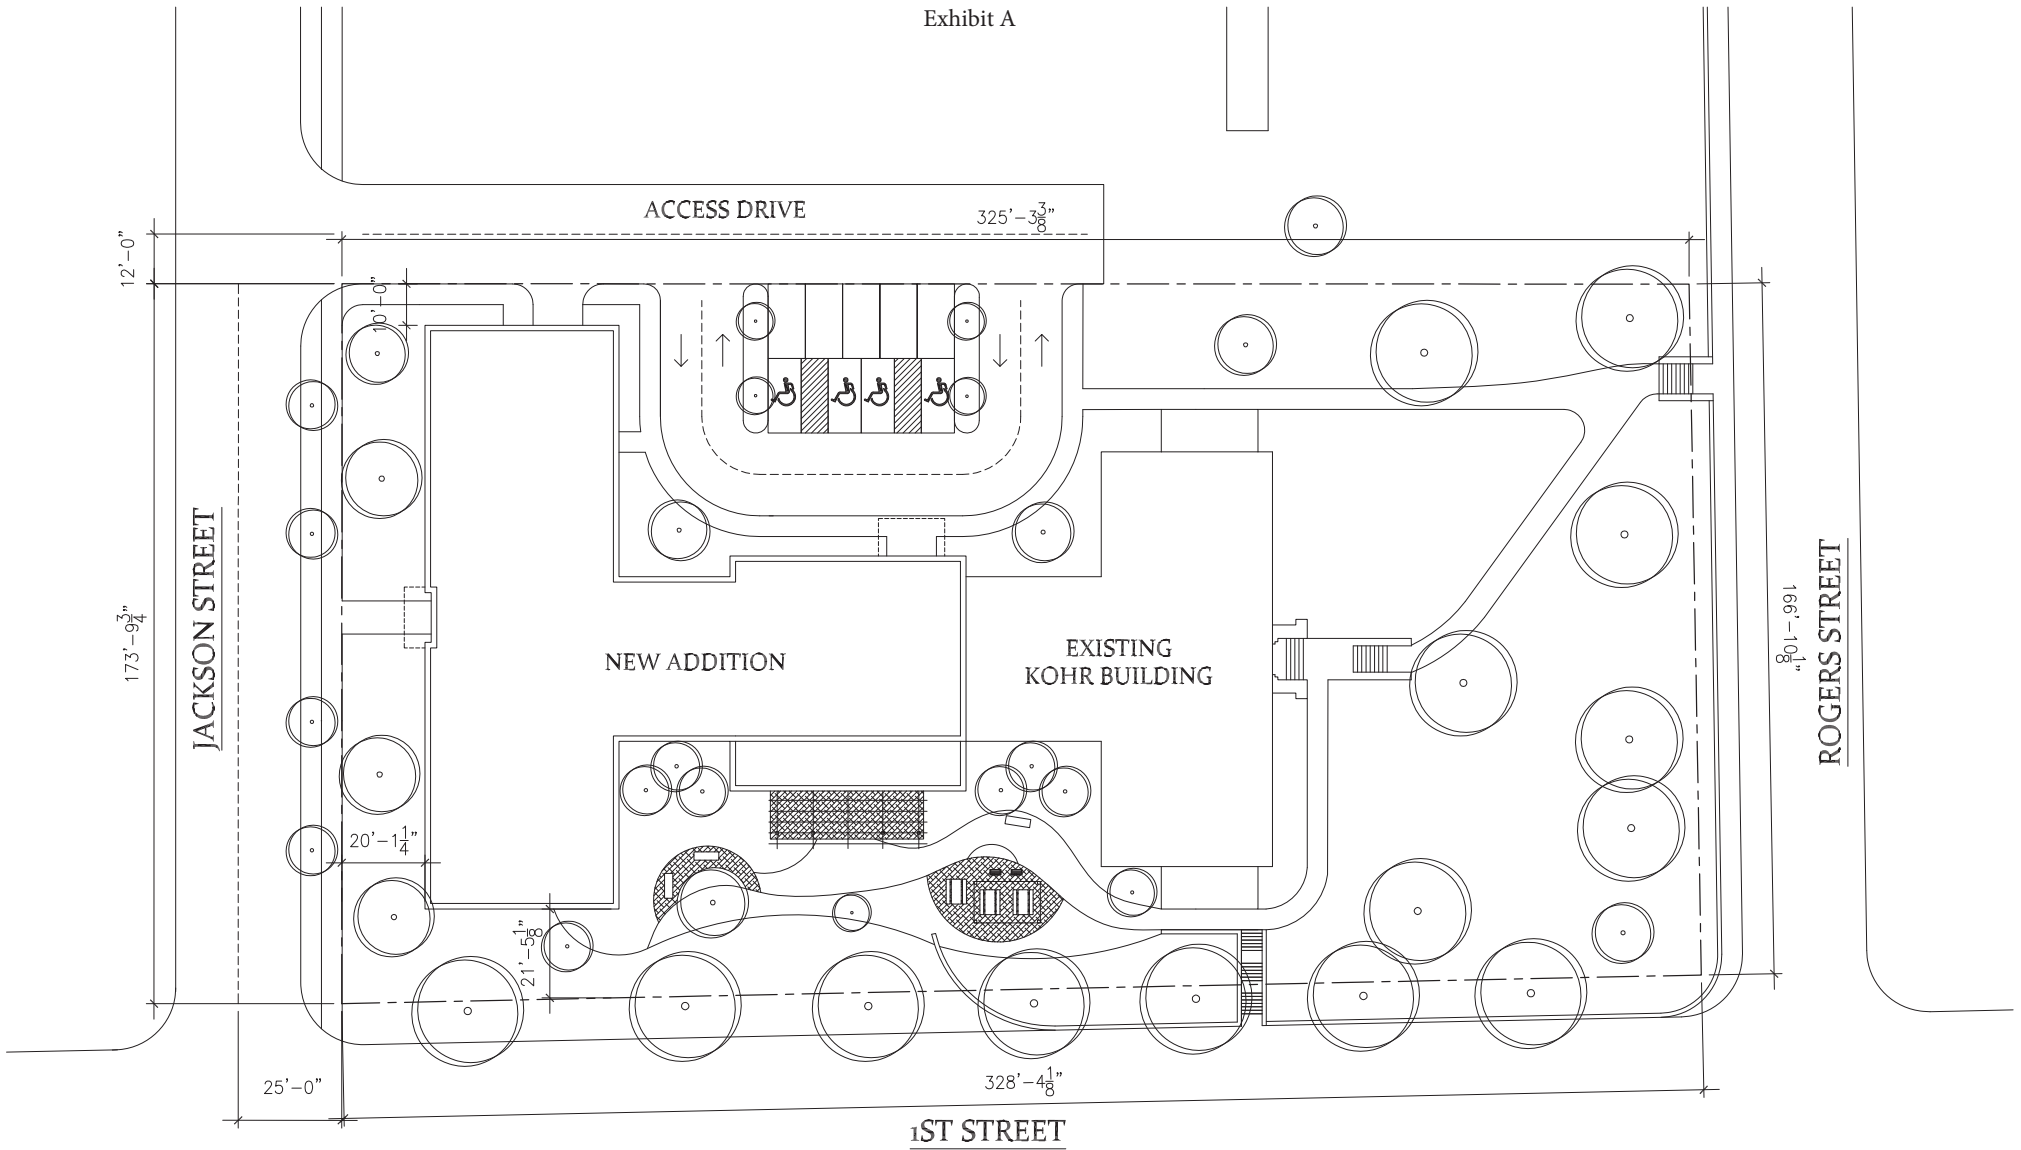 Exhibit A
ACCESS DRIVE
325'-3 3/8"
12'-0"
10'-0"
JACKSON STREET
173'-9 3/4"
NEW ADDITION
EXISTING
KOHR BUILDING
166'-10 1/8"
ROGERS STREET
20'-1 1/4"
21'-5 1/8"
25'-0"
328'-4 1/8"
1ST STREET